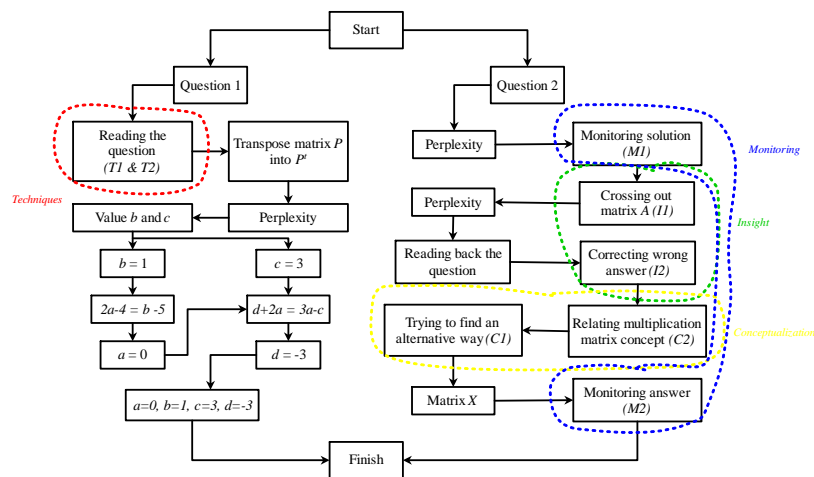 Start
Question 1
Question 2
Reading the
question
(T1 & T2)
Transpose matrix P
into Pᵗ
Perplexity
Monitoring solution
(M1)
Monitoring
Techniques
Value b and c
Perplexity
Perplexity
Crossing out
matrix A (I1)
Insight
b = 1
c = 3
Reading back the
question
Correcting wrong
answer (I2)
2a-4 = b -5
d+2a = 3a-c
Trying to find an
alternative way (C1)
Relating multiplication
matrix concept (C2)
Conceptualization
a = 0
d = -3
a=0, b=1, c=3, d=-3
Matrix X
Monitoring answer
(M2)
Finish